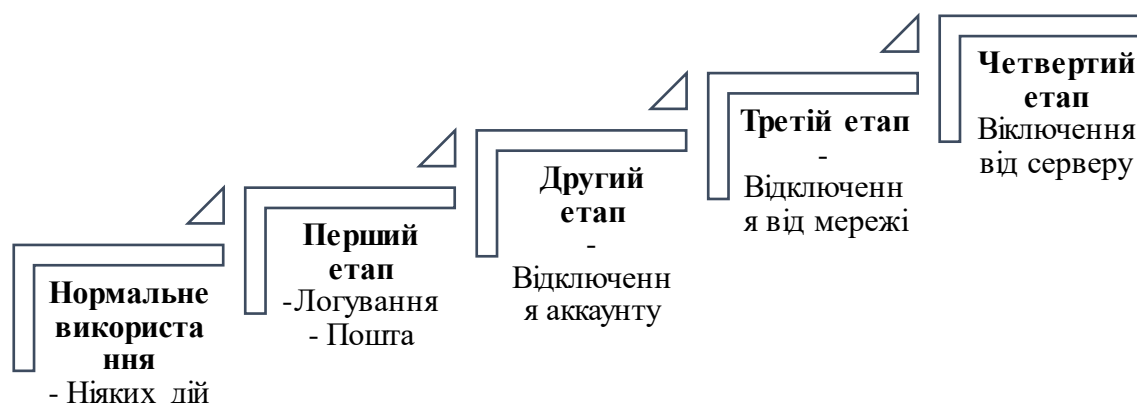 Нормальне
використа
ння
- Ніяких дій
Перший
етап
-Логування
- Пошта
Другий
етап
-
Відключенн
я аккаунту
Третій етап
-
Відключенн
я від мережі
Четвертий
етап
Віключення
від серверу